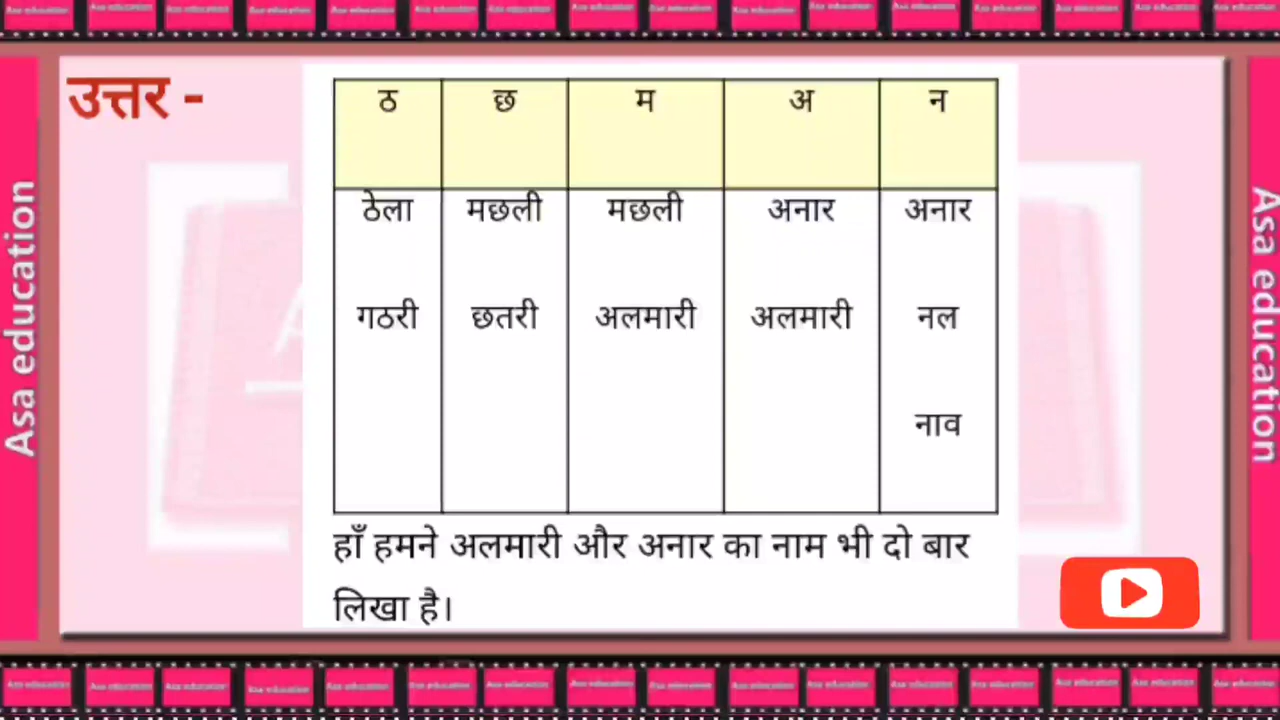 उत्तर -
ठ छ म अ न
ठेला मछली मछली अनार अनार
गठरी छतरी अलमारी अलमारी नल
नाव
हाँ हमने अलमारी और अनार का नाम भी दो बार
लिखा है।
Asa education
Asa education